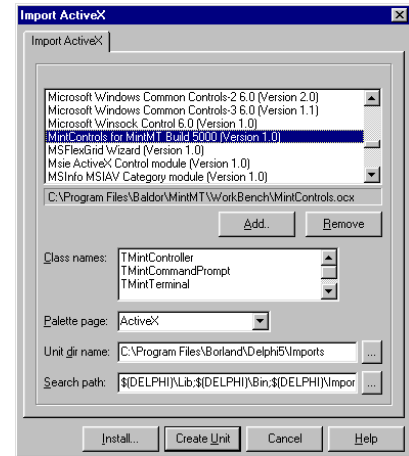 Import ActiveX
Import ActiveX
Microsoft Windows Common Controls-2 6.0 (Version 2.0)
Microsoft Windows Common Controls-3 6.0 (Version 1.1)
Microsoft Winsock Control 6.0 (Version 1.0)
MintControls for MintMT Build 5000 (Version 1.0)
MSFlexGrid Wizard (Version 1.0)
Msie ActiveX Control module (Version 1.0)
MSInfo MSIAV Category module (Version 1.0)
C:\Program Files\Baldor\MintMT\WorkBench\MintControls.ocx
Add..
Remove
Class names:
TMintController
TMintCommandPrompt
TMintTerminal
Palette page:
ActiveX
Unit dir name:
C:\Program Files\Borland\Delphi5\Imports
...
Search path:
$(DELPHI)\Lib;$(DELPHI)\Bin;$(DELPHI)\Impor
...
Install...
Create Unit
Cancel
Help